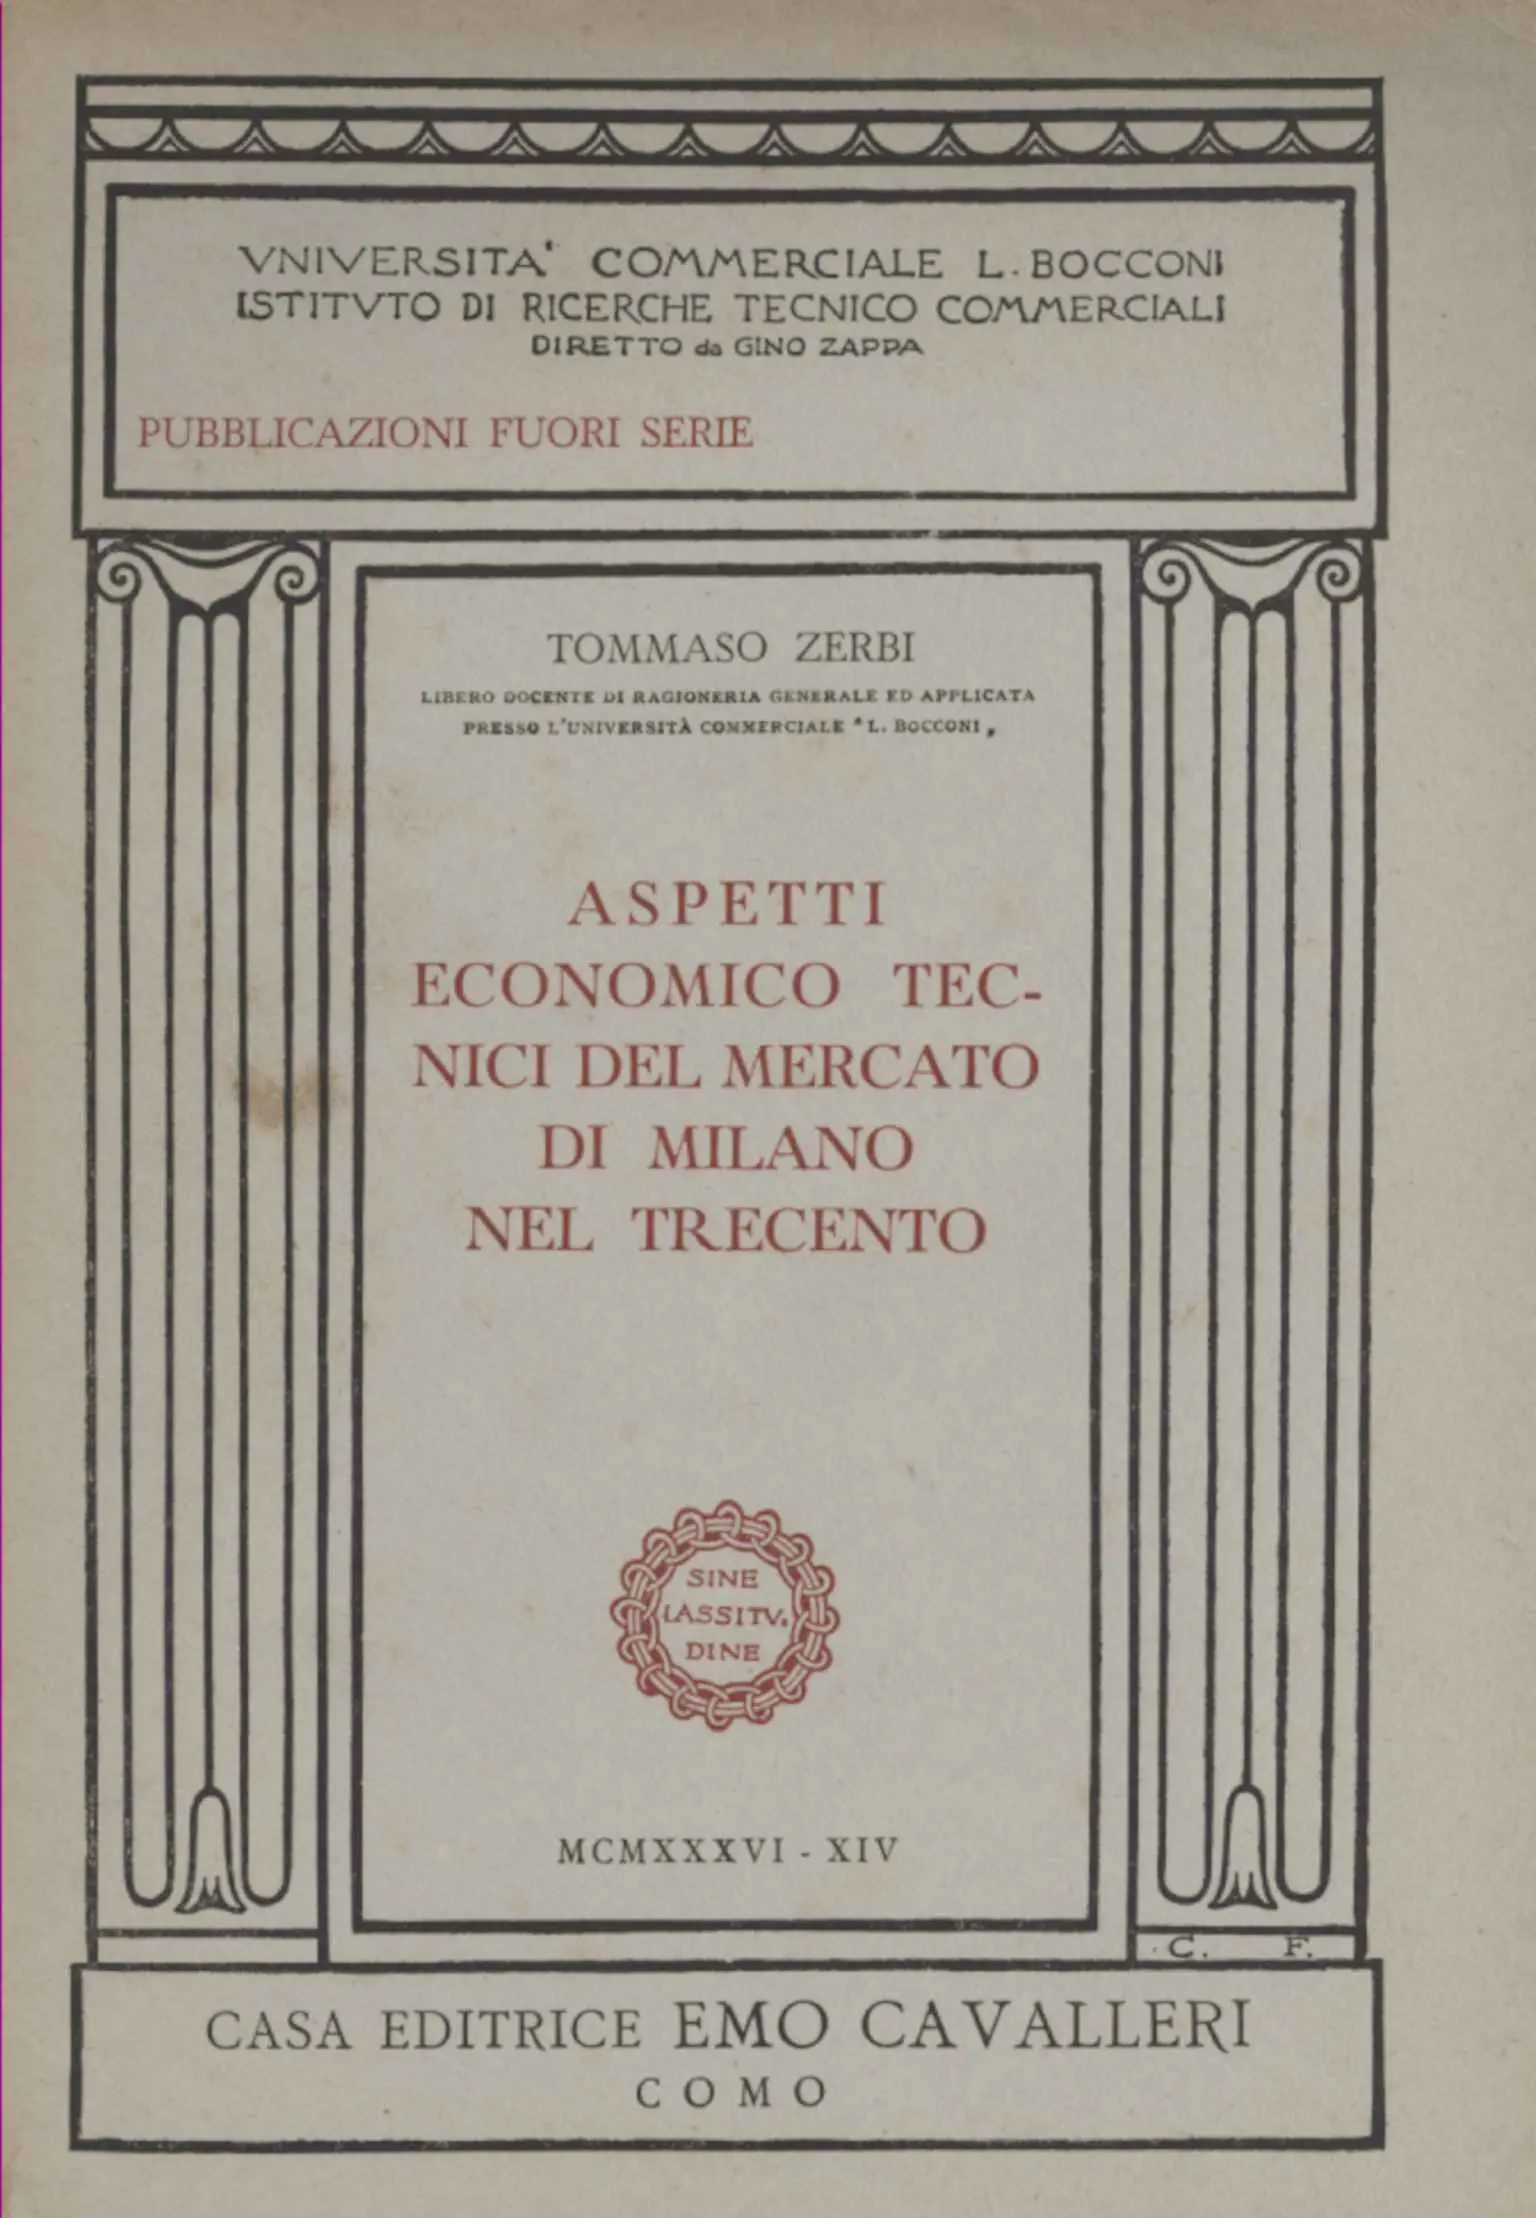 VNIVERSITA' COMMERCIALE L. BOCCONI
ISTITVTO DI RICERCHE TECNICO COMMERCIALI
DIRETTO da GINO ZAPPA
PUBBLICAZIONI FUORI SERIE
TOMMASO ZERBI
LIBERO DOCENTE DI RAGIONERIA GENERALE ED APPLICATA
PRESSO L'UNIVERSITÀ COMMERCIALE "L. BOCCONI„
ASPETTI
ECONOMICO TEC-
NICI DEL MERCATO
DI MILANO
NEL TRECENTO
SINE
LASSITV.
DINE
MCMXXXVI - XIV
C. F.
CASA EDITRICE EMO CAVALLERI
COMO